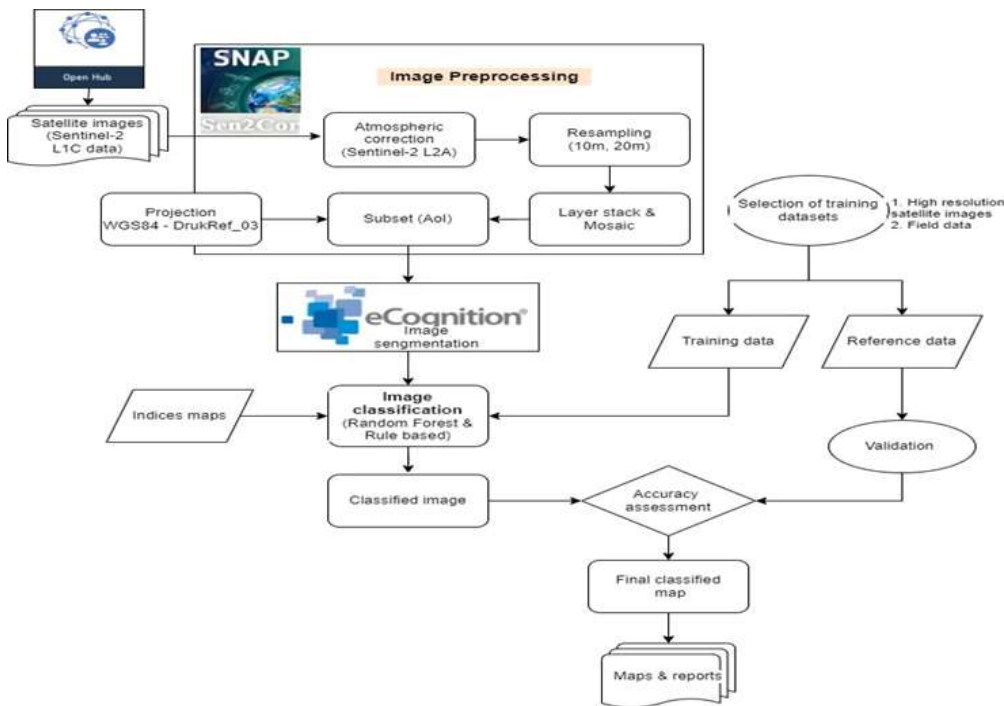 Open Hub
SNAP
Sen2Cor
Image Preprocessing
Satellite images
(Sentinel-2
L1C data)
Atmospheric
correction
(Sentinel-2 L2A)
Resampling
(10m, 20m)
Projection
WGS84 - DrukRef_03
Subset (AoI)
Layer stack &
Mosaic
Selection of training
datasets
1. High resolution
satellite images
2. Field data
eCognition®
Image
sengmentation
Training data
Reference data
Indices maps
Image
classification
(Random Forest &
Rule based)
Validation
Classified image
Accuracy
assessment
Final classified
map
Maps & reports